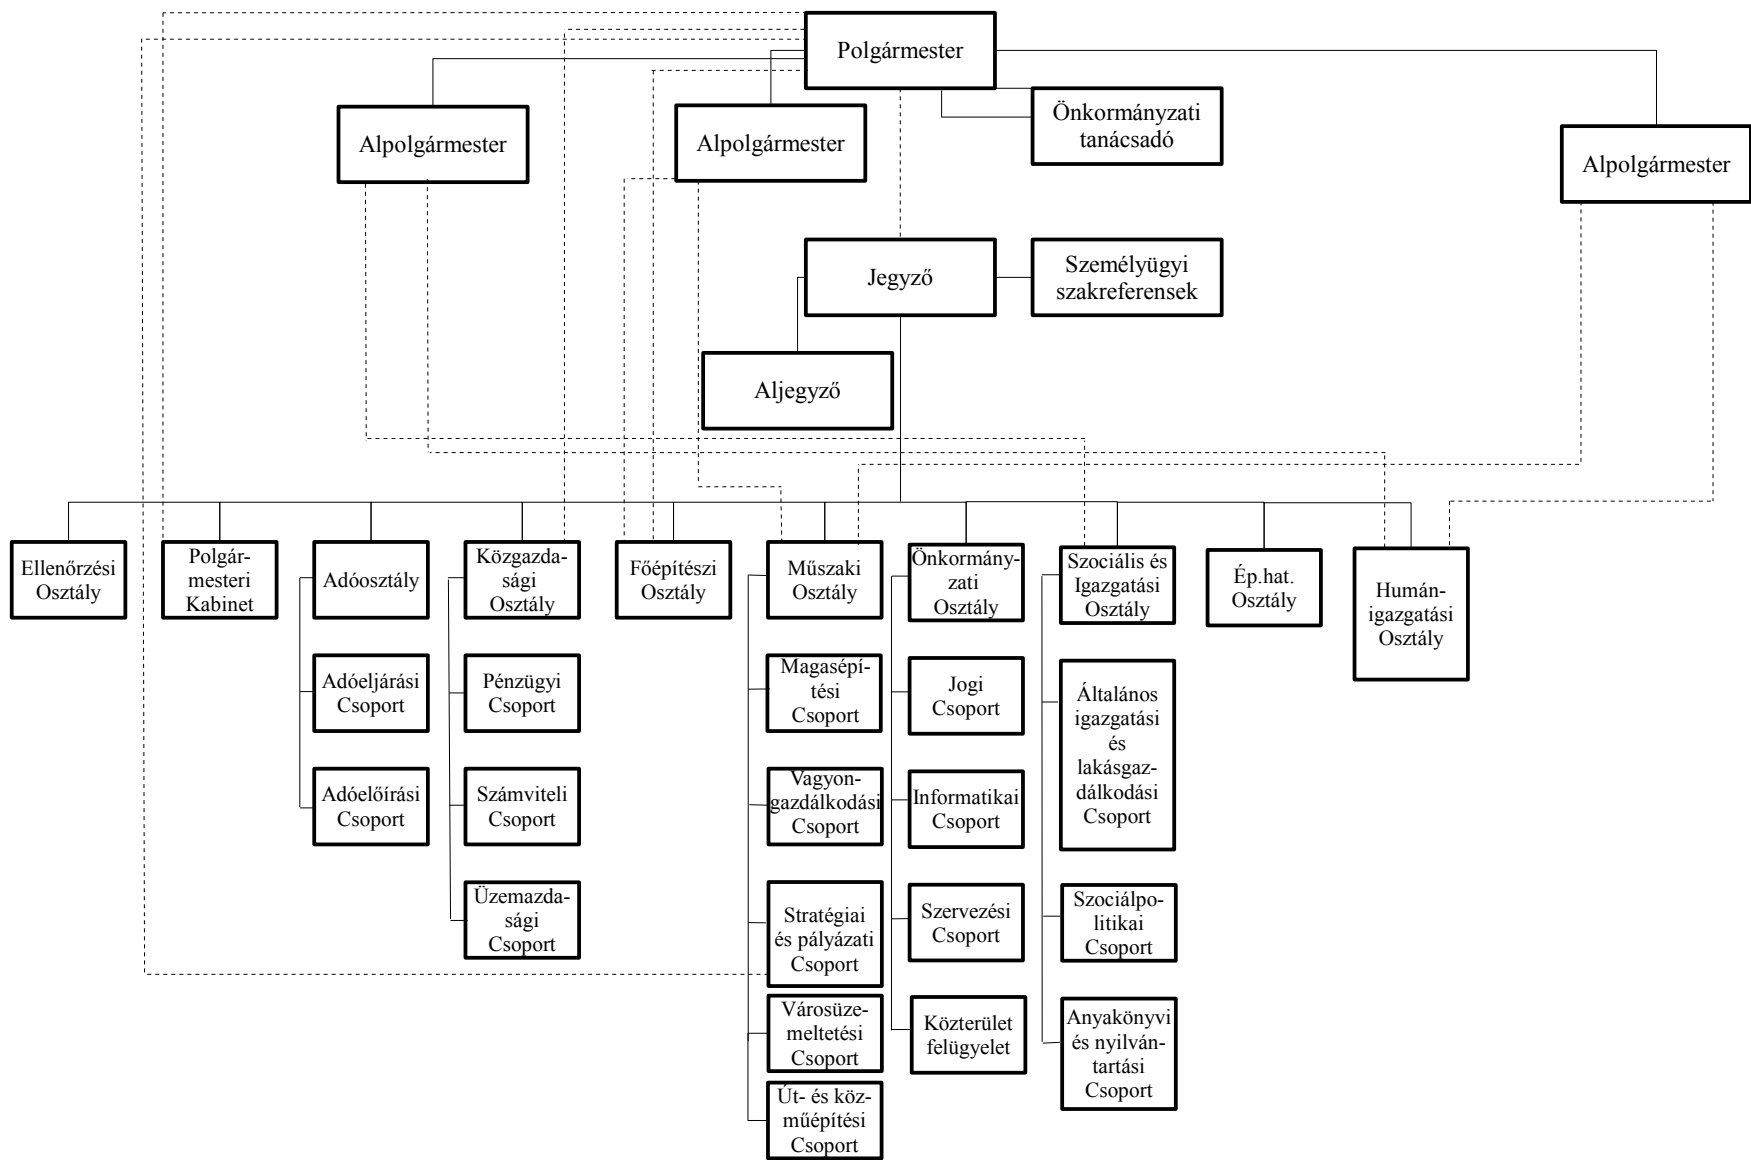 Polgármester
Önkormányzati
tanácsadó
Alpolgármester
Alpolgármester
Alpolgármester
Jegyző
Személyügyi
szakreferensek
Aljegyző
Ellenőrzési
Osztály
Polgár-
mesteri
Kabinet
Adóosztály
Közgazda-
sági
Osztály
Főépítészi
Osztály
Műszaki
Osztály
Önkormány-
zati
Osztály
Szociális és
Igazgatási
Osztály
Ép.hat.
Osztály
Humán-
igazgatási
Osztály
Adóeljárási
Csoport
Pénzügyi
Csoport
Magasépí-
tési
Csoport
Jogi
Csoport
Általános
igazgatási
és
lakásgaz-
dálkodási
Csoport
Adóelőírási
Csoport
Számviteli
Csoport
Vagyon-
gazdálkodási
Csoport
Informatikai
Csoport
Üzemazda-
sági
Csoport
Stratégiai
és pályázati
Csoport
Szervezési
Csoport
Szociálpo-
litikai
Csoport
Városüze-
meltetési
Csoport
Közterület
felügyelet
Anyakönyvi
és nyilván-
tartási
Csoport
Út- és köz-
műépítési
Csoport